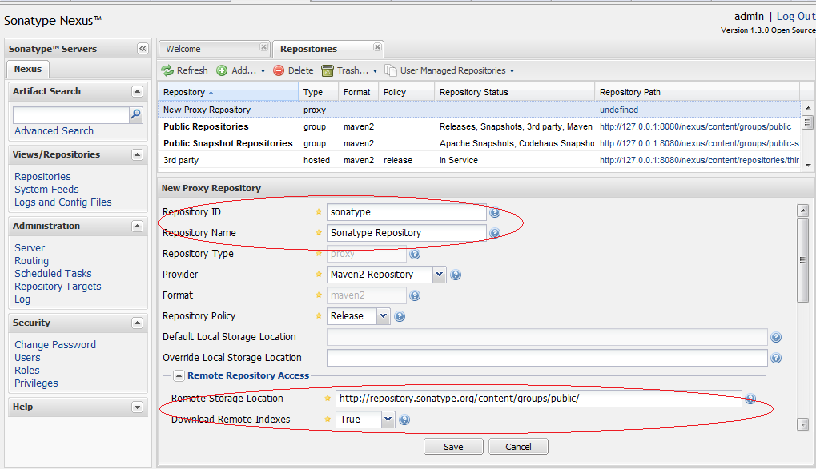 Sonatype Nexus™
admin | Log Out
Version 1.3.0 Open Source
Sonatype™ Servers
Nexus
Artifact Search
Advanced Search
Views/Repositories
Repositories
System Feeds
Logs and Config Files
Administration
Server
Routing
Scheduled Tasks
Repository Targets
Log
Security
Change Password
Users
Roles
Privileges
Help
Welcome Repositories
Refresh Add... Delete Trash... User Managed Repositories
Repository Type Format Policy Repository Status Repository Path
New Proxy Repository proxy undefined
Public Repositories group maven2 Releases, Snapshots, 3rd party, Maven http://127.0.0.1:8080/nexus/content/groups/public
Public Snapshot Repositories group maven2 Apache Snapshots, Codehaus Snapshot http://127.0.0.1:8080/nexus/content/groups/public-s
3rd party hosted maven2 release In Service http://127.0.0.1:8080/nexus/content/repositories/thir
New Proxy Repository
Repository ID sonatype
Repository Name Sonatype Repository
Repository Type proxy
Provider Maven2 Repository
Format maven2
Repository Policy Release
Default Local Storage Location
Override Local Storage Location
Remote Repository Access
Remote Storage Location http://repository.sonatype.org/content/groups/public/
Download Remote Indexes True
Save Cancel